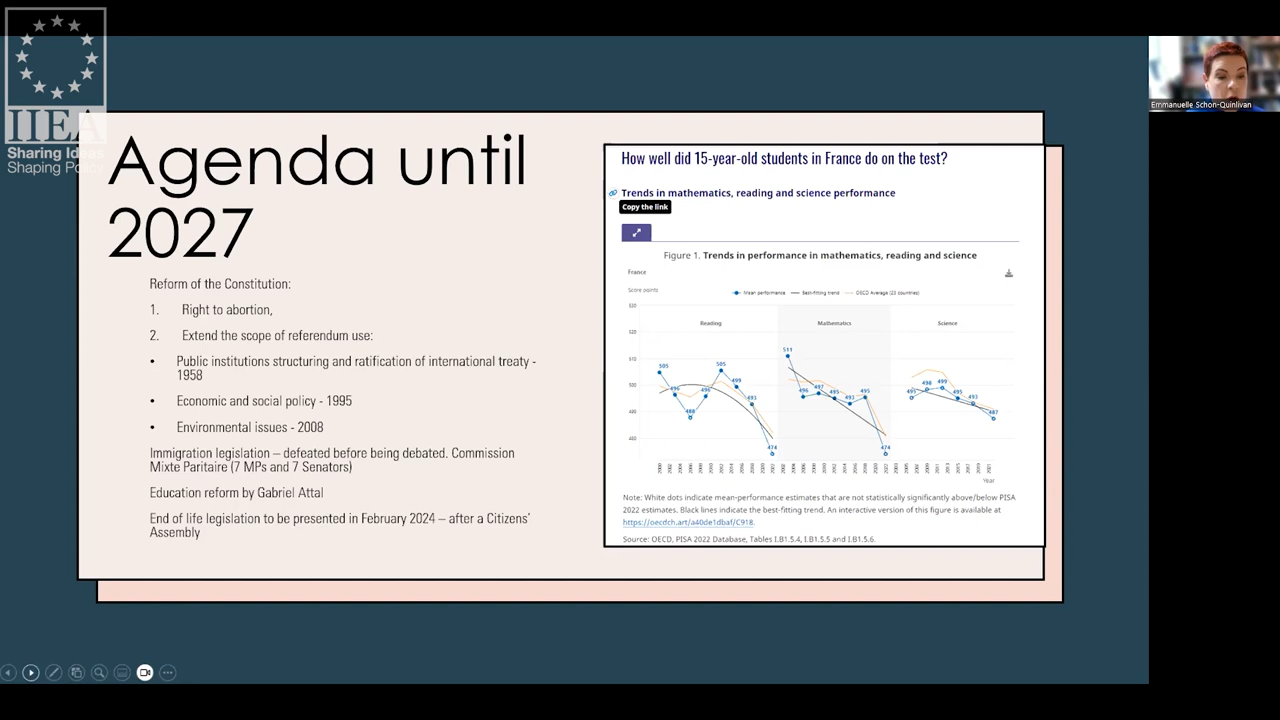 IIEA
Sharing Ideas
Shaping Policy
Emmanuelle Schon-Quinlivan
Agenda until
2027
Reform of the Constitution:
1. Right to abortion,
2. Extend the scope of referendum use:
• Public institutions structuring and ratification of international treaty -
1958
• Economic and social policy - 1995
• Environmental issues - 2008
Immigration legislation – defeated before being debated. Commission
Mixte Paritaire (7 MPs and 7 Senators)
Education reform by Gabriel Attal
End of life legislation to be presented in February 2024 – after a Citizens’
Assembly
How well did 15-year-old students in France do on the test?
Trends in mathematics, reading and science performance
Copy the link
Figure 1. Trends in performance in mathematics, reading and science
France
Score points
Mean performance Best-fitting trend OECD Average (23 countries)
Reading Mathematics Science
530
520
510
500
490
480
505 496 488 496 505 499 493 474
511 496 497 495 493 495 474
495 498 499 495 493 487
Year
Note: White dots indicate mean-performance estimates that are not statistically significantly above/below PISA
2022 estimates. Black lines indicate the best-fitting trend. An interactive version of this figure is available at
https://oecdch.art/a40de1dbaf/C918.
Source: OECD, PISA 2022 Database, Tables I.B1.5.4, I.B1.5.5 and I.B1.5.6.